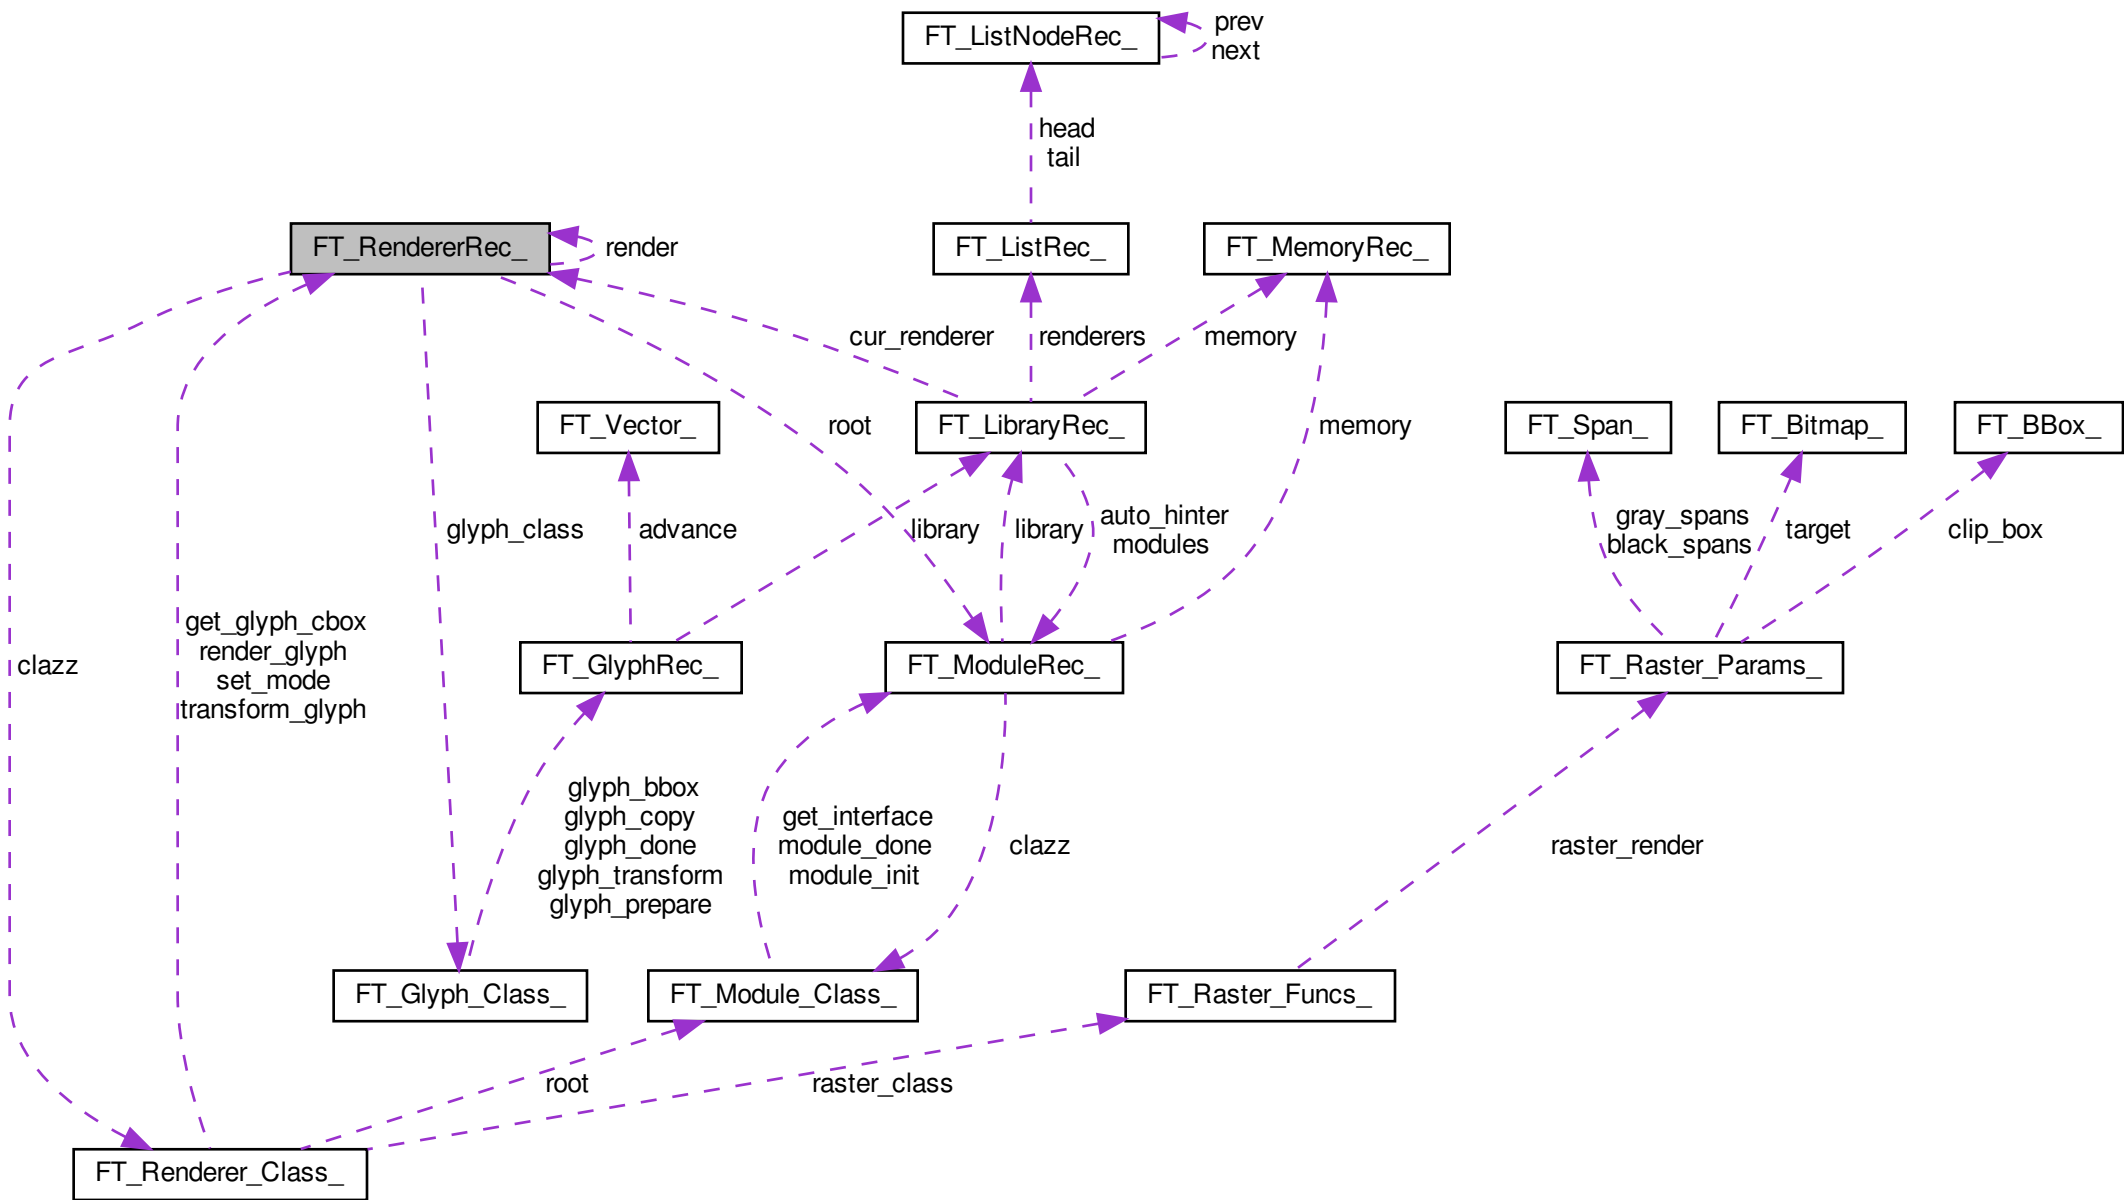 FT_ListNodeRec_
prev
next
head
tail
FT_RendererRec_
render
FT_ListRec_
FT_MemoryRec_
cur_renderer
renderers
memory
FT_Vector_
root
FT_LibraryRec_
memory
FT_Span_
FT_Bitmap_
FT_BBox_
glyph_class
advance
library
library
auto_hinter
modules
gray_spans
black_spans
target
clip_box
clazz
get_glyph_cbox
render_glyph
set_mode
transform_glyph
FT_GlyphRec_
FT_ModuleRec_
FT_Raster_Params_
glyph_bbox
glyph_copy
glyph_done
glyph_transform
glyph_prepare
get_interface
module_done
module_init
clazz
raster_render
FT_Glyph_Class_
FT_Module_Class_
FT_Raster_Funcs_
root
raster_class
FT_Renderer_Class_